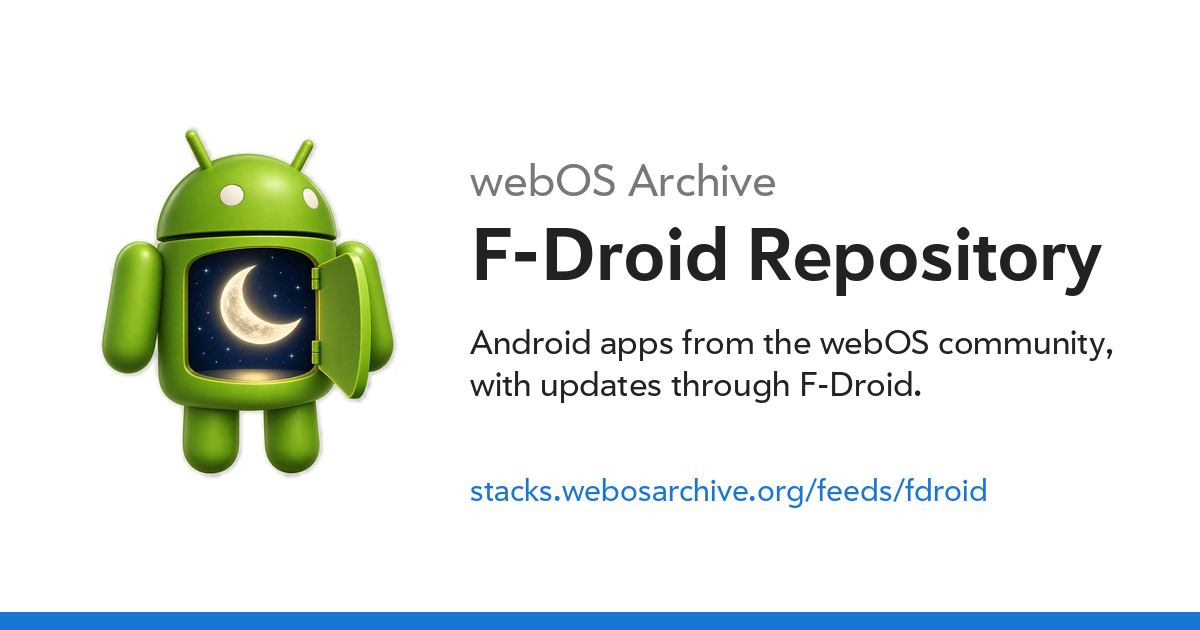 webOS Archive
F-Droid Repository
Android apps from the webOS community,
with updates through F-Droid.
stacks.webosarchive.org/feeds/fdroid